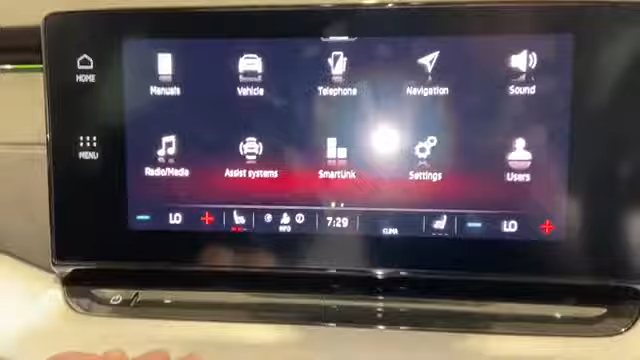 HOME
Manuals Vehicle Telephone Navigation Sound
MENU
Radio/Media Assist systems SmartLink Settings Users
LO INFO 7:29 CLIMA LO